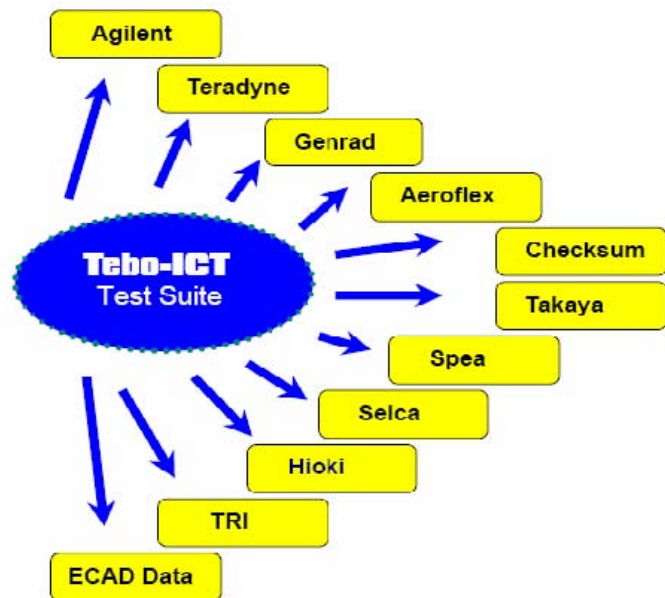 Agilent
Teradyne
Genrad
Aeroflex
Tebo-ICT
Test Suite
Checksum
Takaya
Spea
Selca
Hioki
TRI
ECAD Data